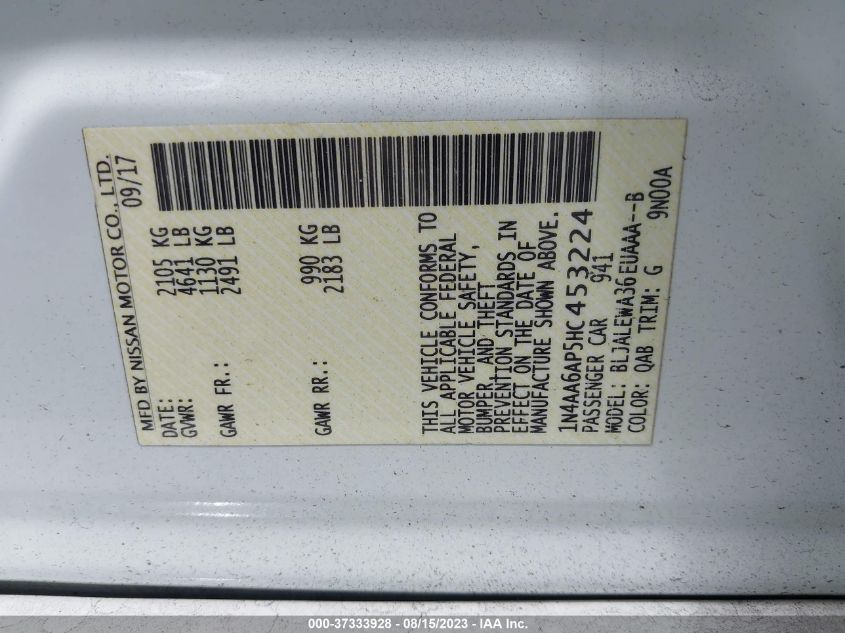 MFD BY NISSAN MOTOR CO., LTD.
DATE: 09/17
GVWR: 2105 KG
4641 LB
GAWR FR.: 1130 KG
2491 LB
GAWR RR.: 990 KG
2183 LB
THIS VEHICLE CONFORMS TO
ALL APPLICABLE FEDERAL
MOTOR VEHICLE SAFETY,
BUMPER, AND THEFT
PREVENTION STANDARDS IN
EFFECT ON THE DATE OF
MANUFACTURE SHOWN ABOVE.
1N4AA6AP5HC453224
PASSENGER CAR 941
MODEL: BLJALEWA36EUAAA--B
COLOR: QAB TRIM: G 9N00A
000-37333928 - 08/15/2023 - IAA Inc.